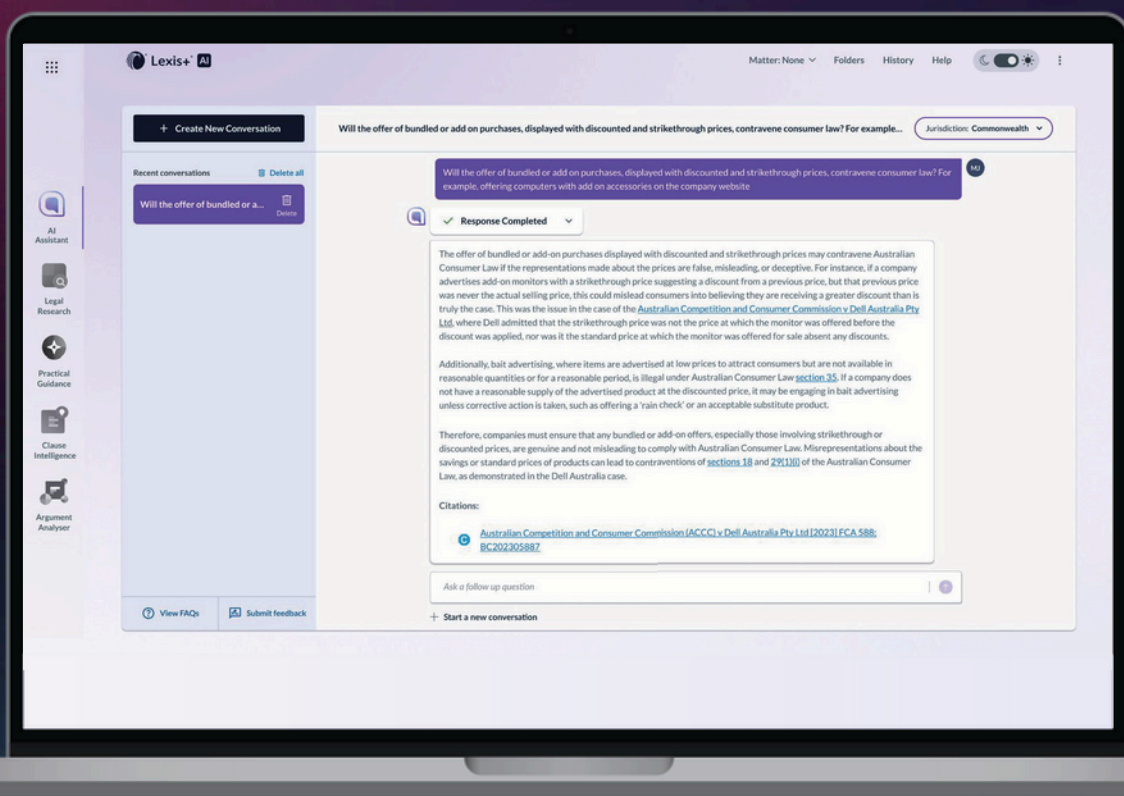 Lexis+ AI
Matter: None
Folders
History
Help
+ Create New Conversation
Will the offer of bundled or add on purchases, displayed with discounted and strikethrough prices, contravene consumer law? For example...
Jurisdiction: Commonwealth
Recent conversations
Delete all
Will the offer of bundled or a...
Delete
AI
Assistant
Legal
Research
Practical
Guidance
Clause
Intelligence
Argument
Analyser
Will the offer of bundled or add on purchases, displayed with discounted and strikethrough prices, contravene consumer law? For
example, offering computers with add on accessories on the company website
MJ
Response Completed
The offer of bundled or add-on purchases displayed with discounted and strikethrough prices may contravene Australian
Consumer Law if the representations made about the prices are false, misleading, or deceptive. For instance, if a company
advertises add-on monitors with a strikethrough price suggesting a discount from a previous price, but that previous price
was never the actual selling price, this could mislead consumers into believing they are receiving a greater discount than is
truly the case. This was the issue in the case of the Australian Competition and Consumer Commission v Dell Australia Pty
Ltd, where Dell admitted that the strikethrough price was not the price at which the monitor was offered before the
discount was applied, nor was it the standard price at which the monitor was offered for sale absent any discounts.
Additionally, bait advertising, where items are advertised at low prices to attract consumers but are not available in
reasonable quantities or for a reasonable period, is illegal under Australian Consumer Law section 35. If a company does
not have a reasonable supply of the advertised product at the discounted price, it may be engaging in bait advertising
unless corrective action is taken, such as offering a 'rain check' or an acceptable substitute product.
Therefore, companies must ensure that any bundled or add-on offers, especially those involving strikethrough or
discounted prices, are genuine and not misleading to comply with Australian Consumer Law. Misrepresentations about the
savings or standard prices of products can lead to contraventions of sections 18 and 29(1)(i) of the Australian Consumer
Law, as demonstrated in the Dell Australia case.
Citations:
C
Australian Competition and Consumer Commission (ACCC) v Dell Australia Pty Ltd [2023] FCA 588;
BC202305887
Ask a follow up question
+ Start a new conversation
View FAQs
Submit feedback